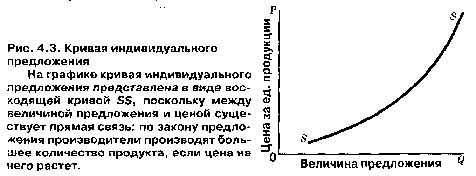 Рис. 4.3. Кривая индивидуального
предложения
На графике кривая индивидуального
предложения представлена в виде вос-
ходящей кривой SS, поскольку между
величиной предложения и ценой суще-
ствует прямая связь: по закону предло-
жения производители производят боль-
шее количество продукта, если цена на
него растет.
P
Цена за ед. продукции
S
S
0
Величина предложения
Q